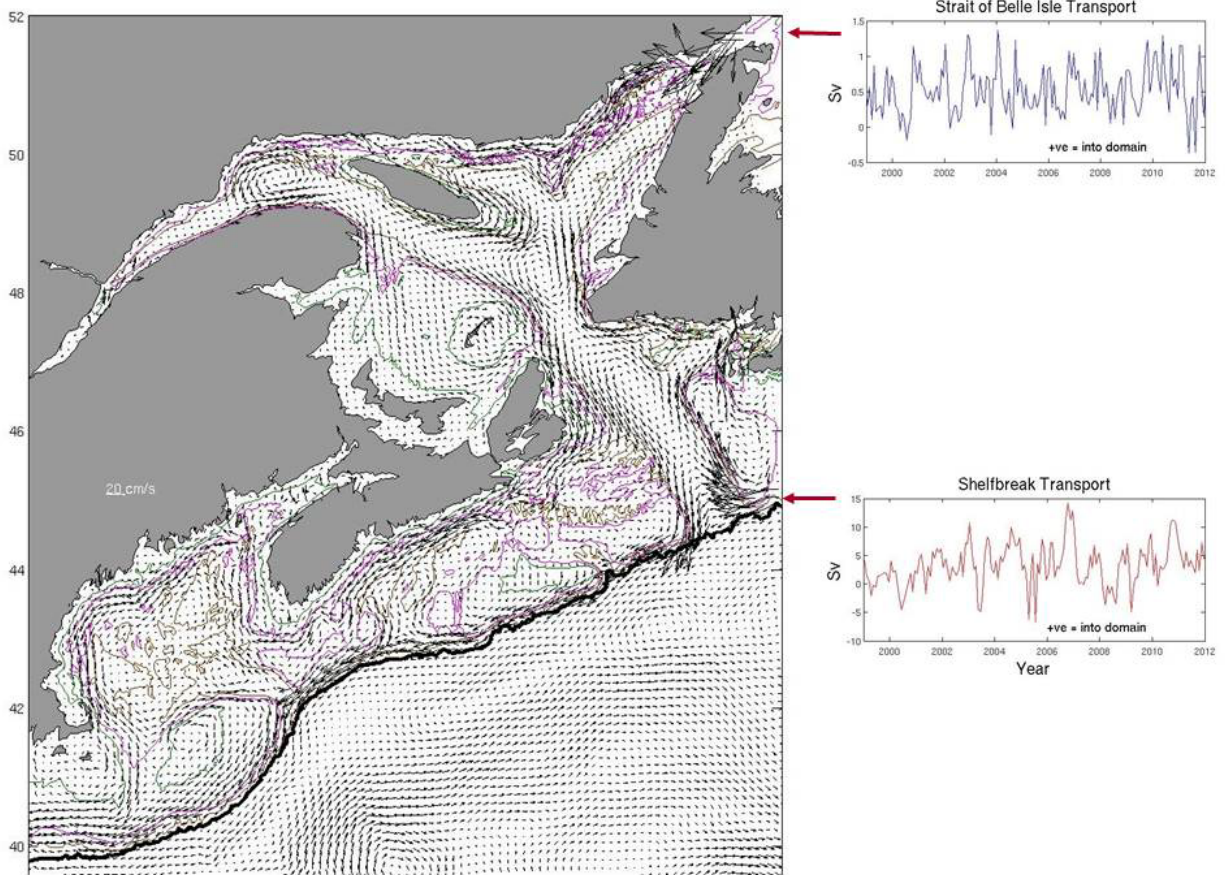 52
50
48
46
44
42
40
20 cm/s
Strait of Belle Isle Transport
1.5
1
0.5
0
-0.5
Sv
+ve = into domain
2000 2002 2004 2006 2008 2010 2012
Shelfbreak Transport
15
10
5
0
-5
-10
Sv
+ve = into domain
2000 2002 2004 2006 2008 2010 2012
Year